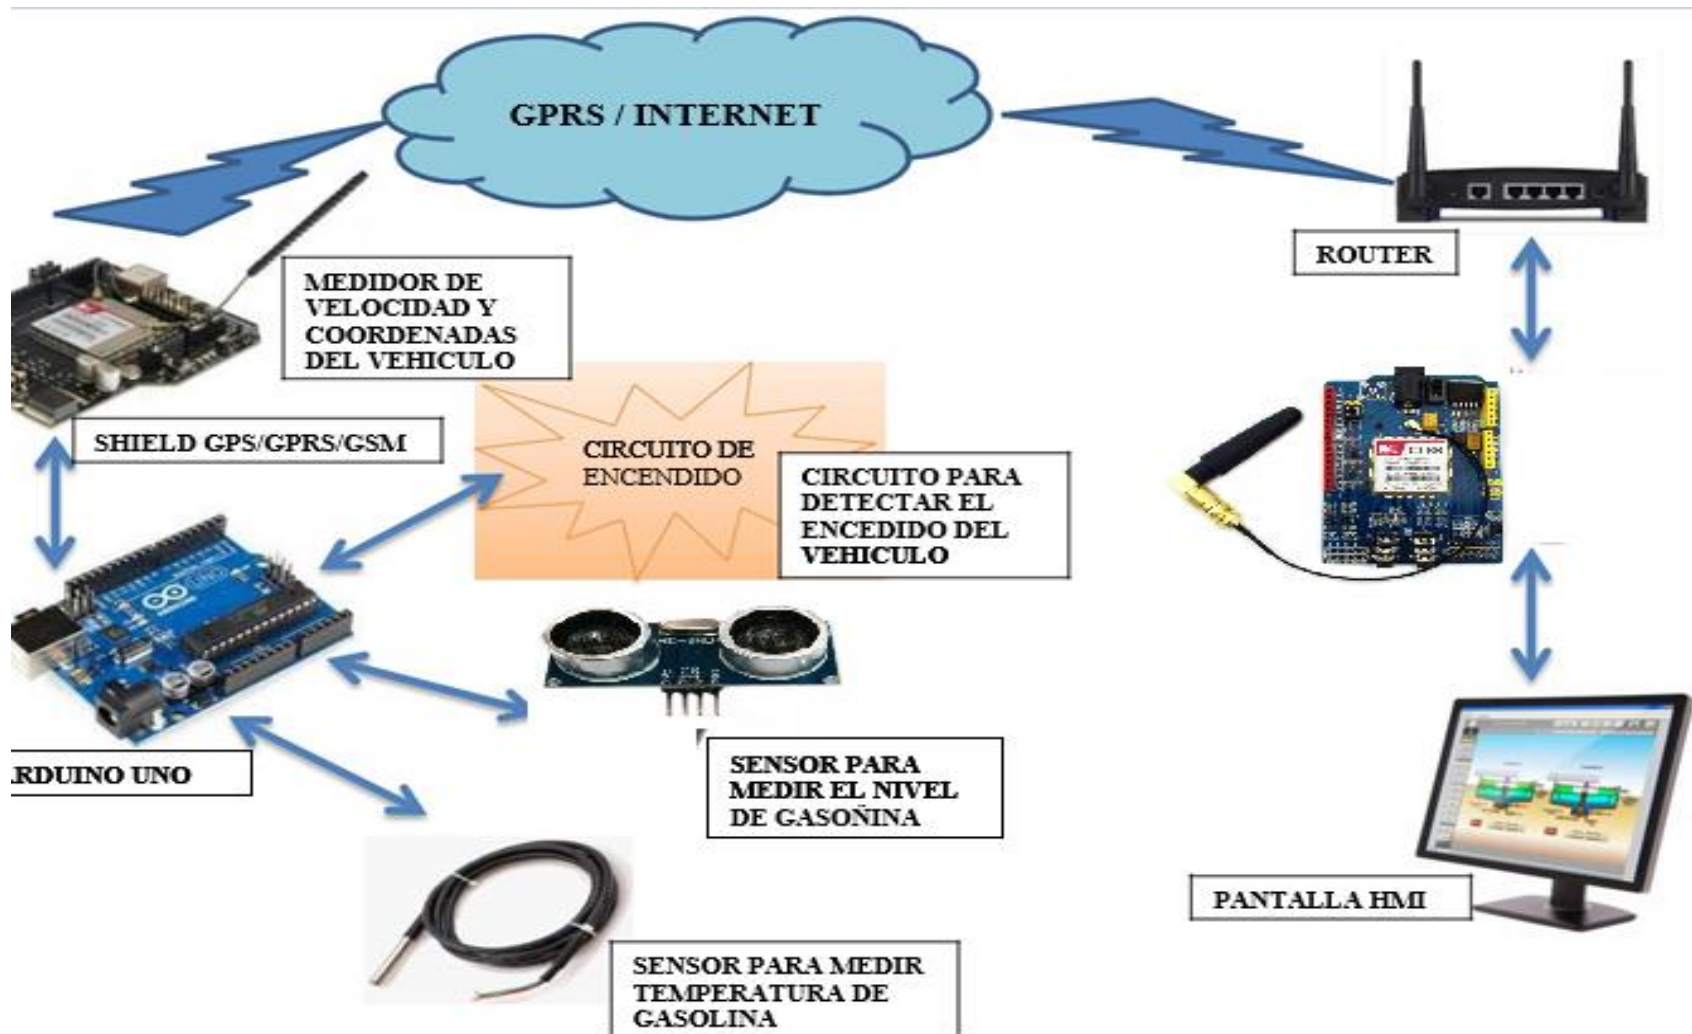 GPRS / INTERNET
MEDIDOR DE
VELOCIDAD Y
COORDENADAS
DEL VEHICULO
ROUTER
SHIELD GPS/GPRS/GSM
CIRCUITO DE
ENCENDIDO
CIRCUITO PARA
DETECTAR EL
ENCEDIDO DEL
VEHICULO
ARDUINO UNO
SENSOR PARA
MEDIR EL NIVEL
DE GASOÑINA
PANTALLA HMI
SENSOR PARA MEDIR
TEMPERATURA DE
GASOLINA